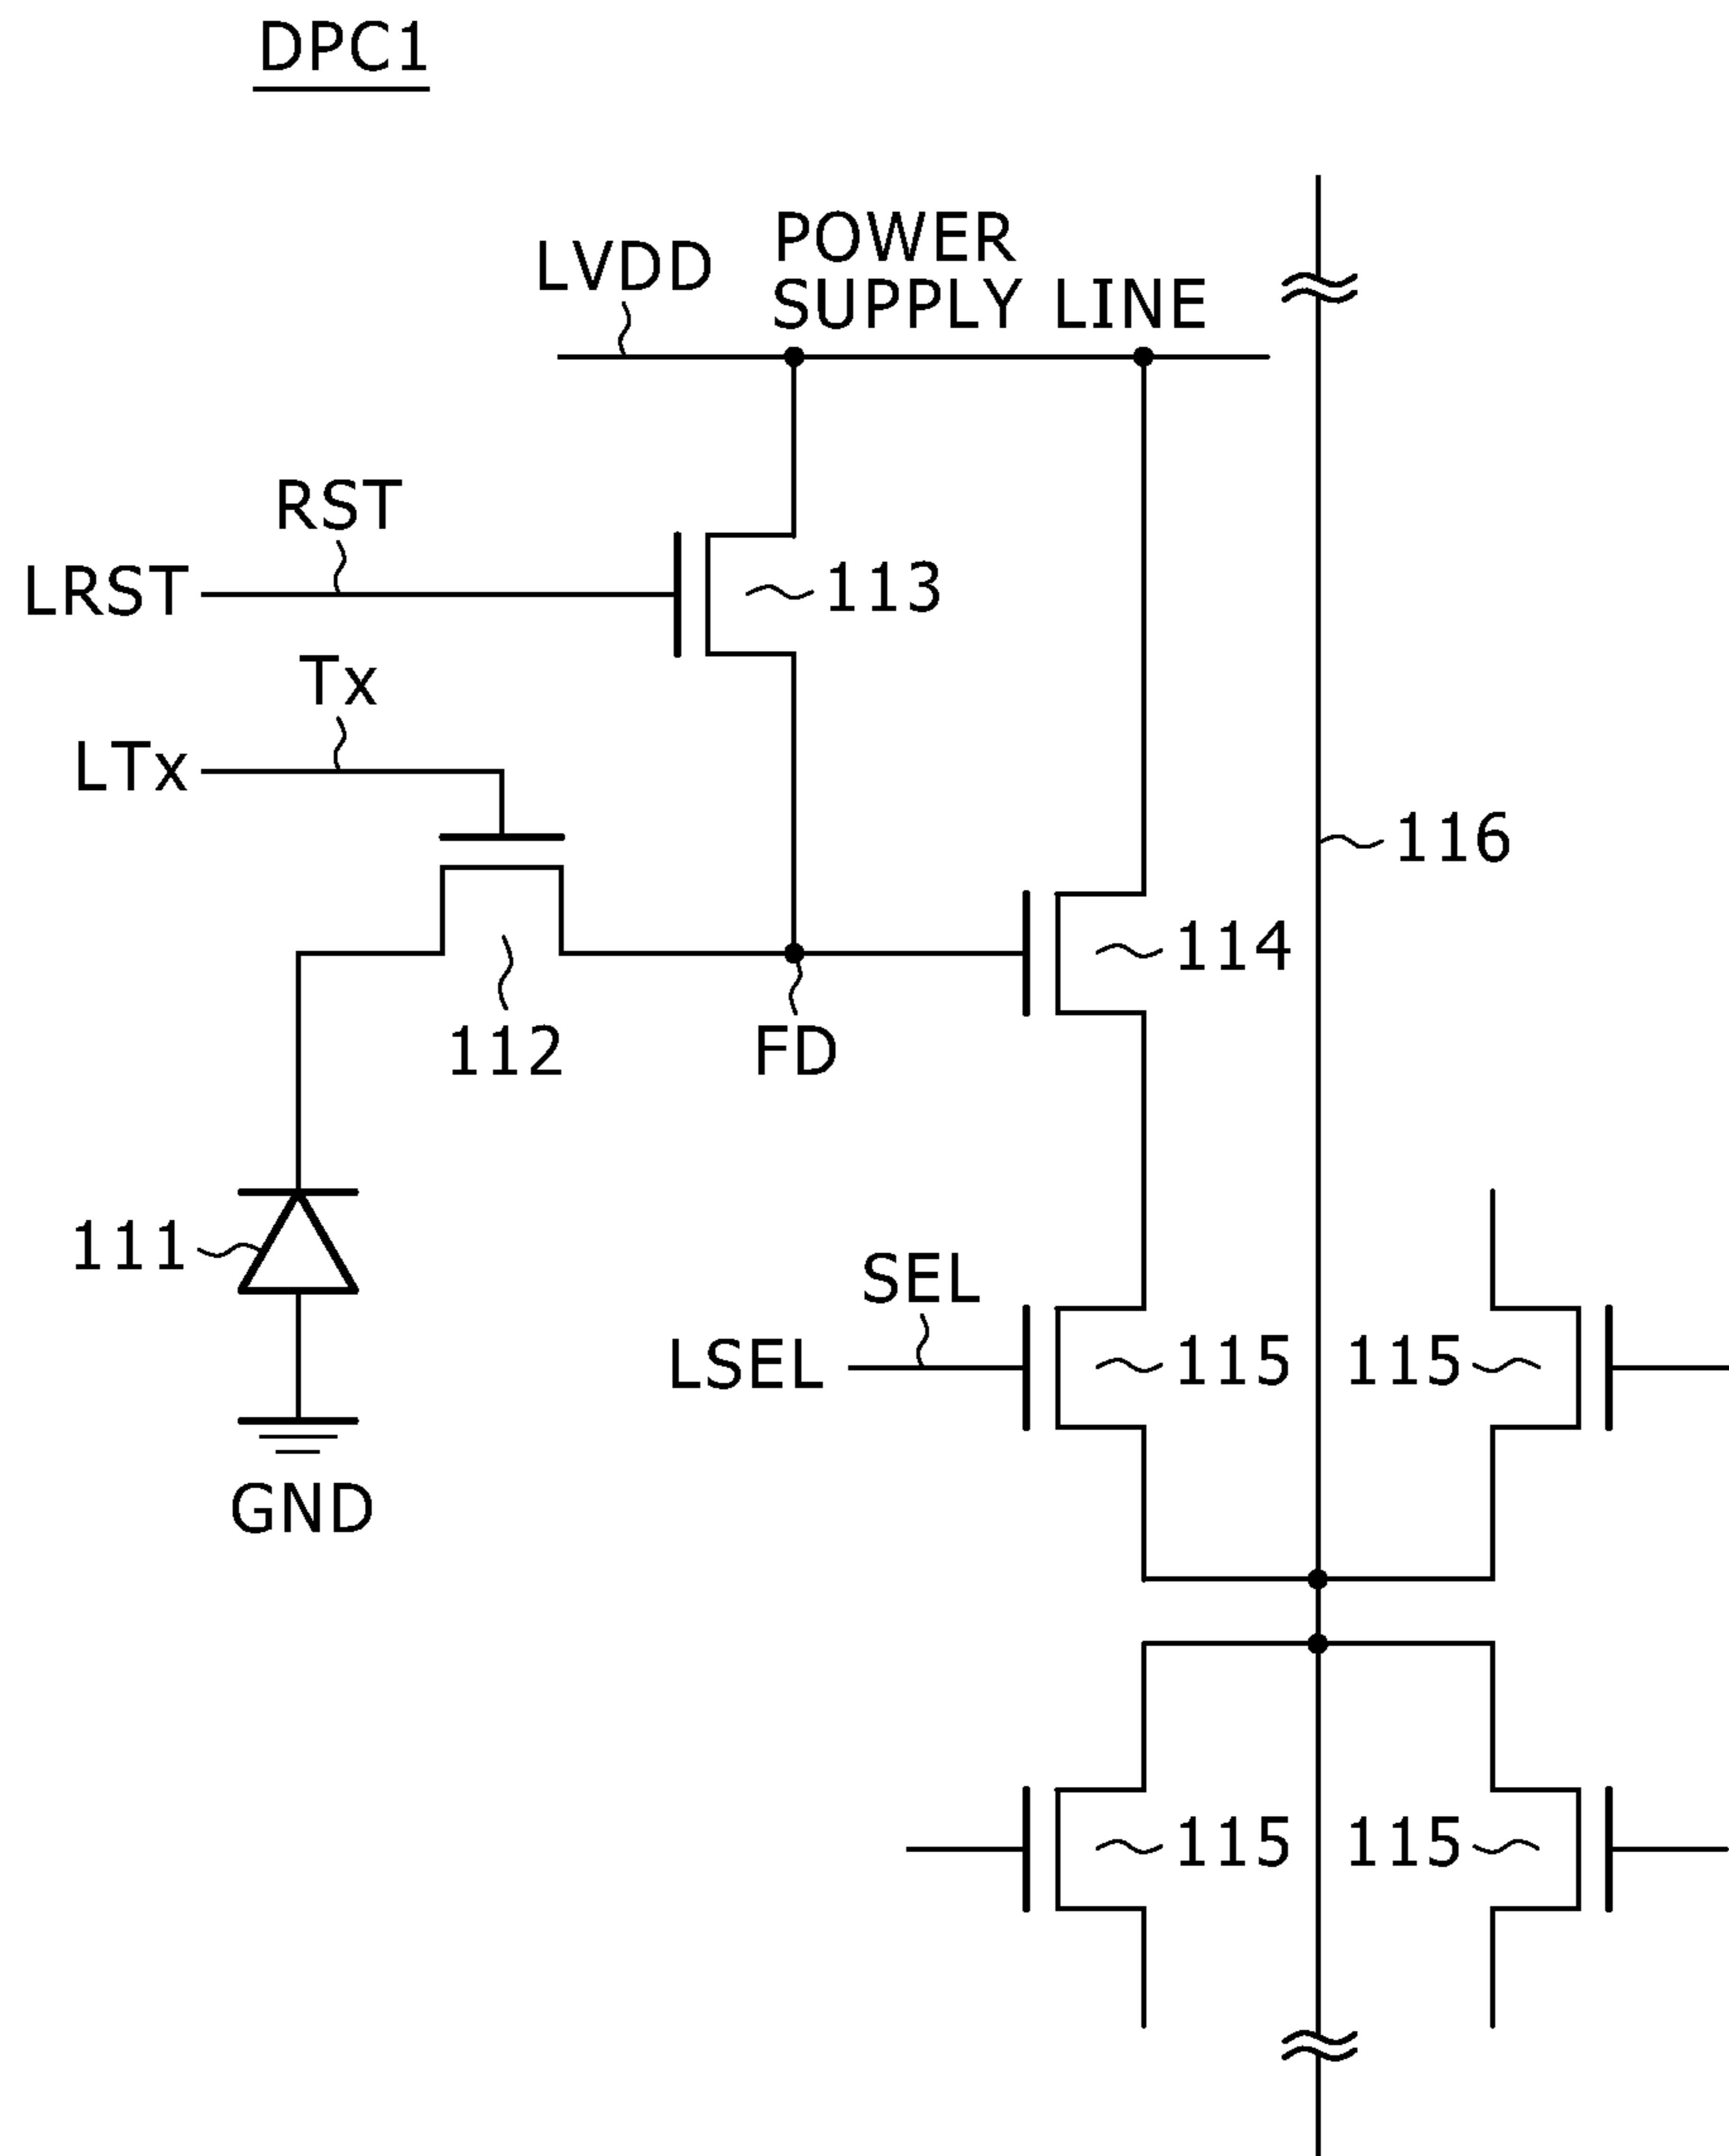 DPC1
POWER
LVDD
SUPPLY LINE
RST
LRST
113
Tx
LTx
116
114
112
FD
111
SEL
LSEL
115
115
GND
115
115